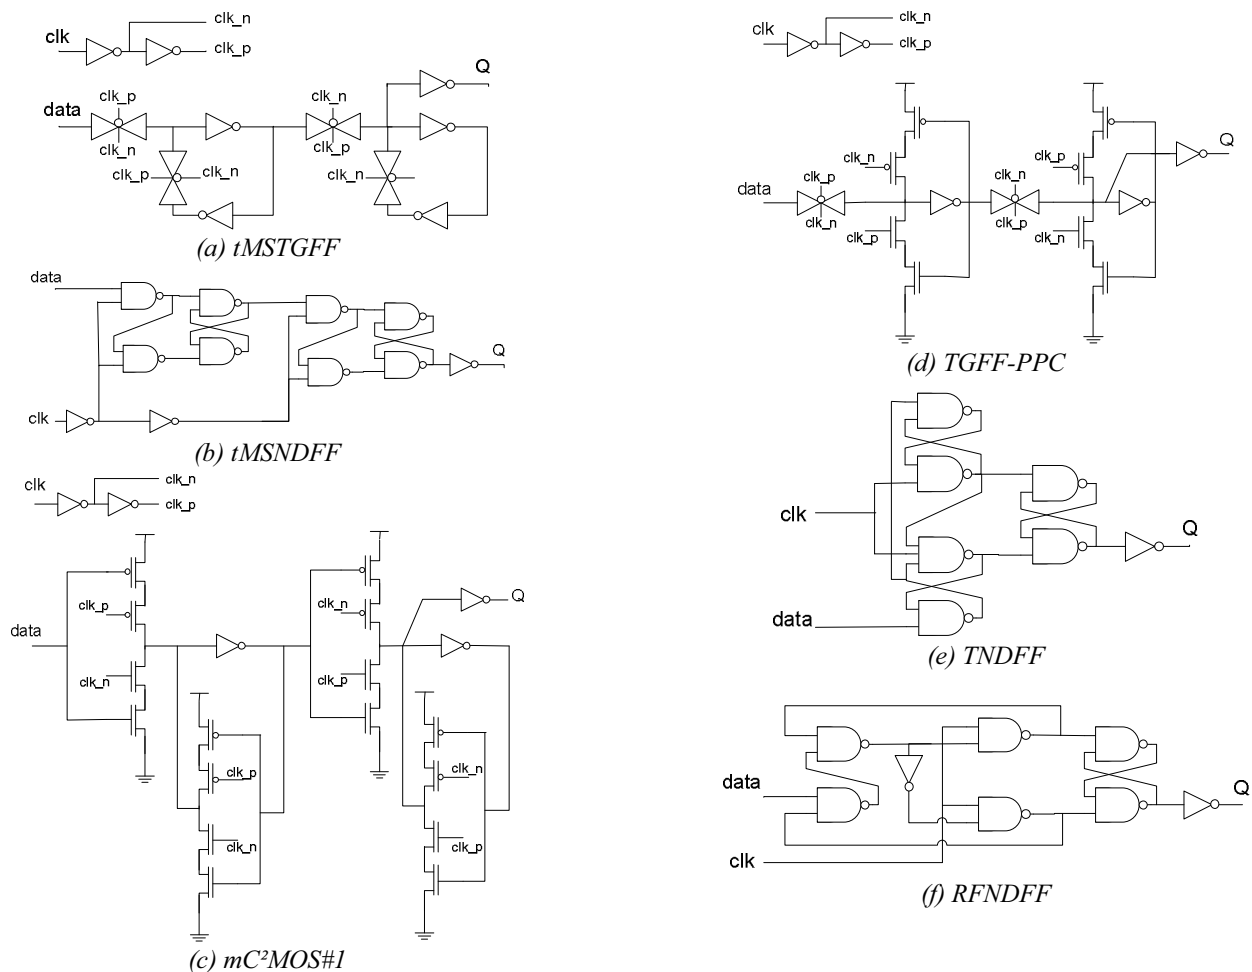 clk
clk_n
clk_p
data
clk_p
clk_n
clk_p
clk_n
clk_n
clk_p
clk_n
Q
(a) tMSTGFF
data
clk
Q
(b) tMSNDFF
clk
clk_n
clk_p
data
clk_p
clk_n
clk_p
clk_n
clk_n
clk_p
clk_n
clk_p
Q
(c) mC²MOS#1
clk
clk_n
clk_p
data
clk_p
clk_n
clk_n
clk_p
clk_n
clk_p
clk_p
clk_n
Q
(d) TGFF-PPC
clk
data
Q
(e) TNDFF
data
clk
Q
(f) RFNDFF